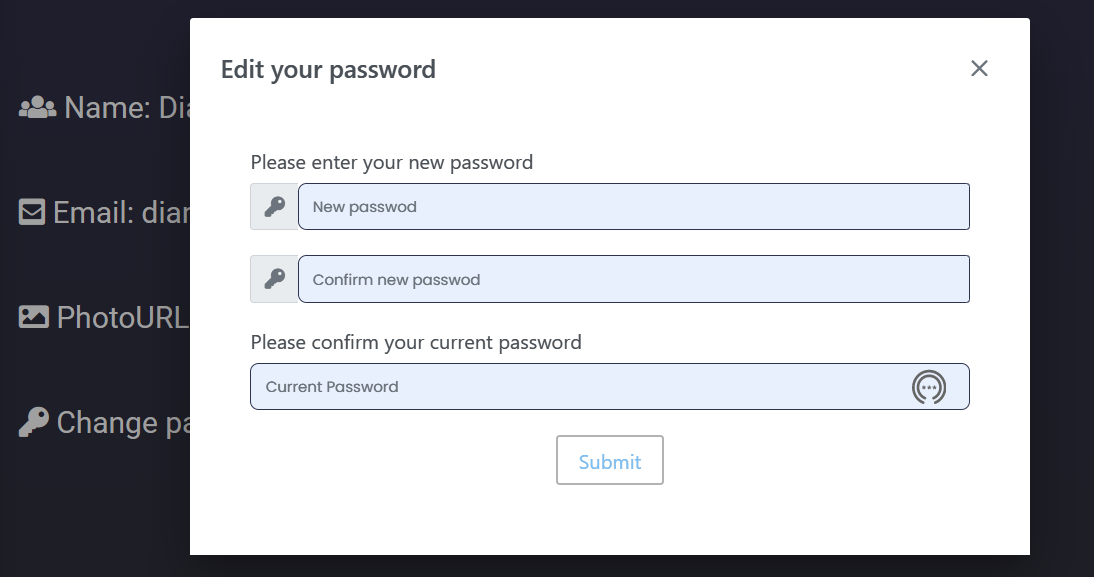 Edit your password
Name: Dia
Please enter your new password
New passwod
Email: diar
Confirm new passwod
PhotoURL
Please confirm your current password
Current Password
Change pa
Submit